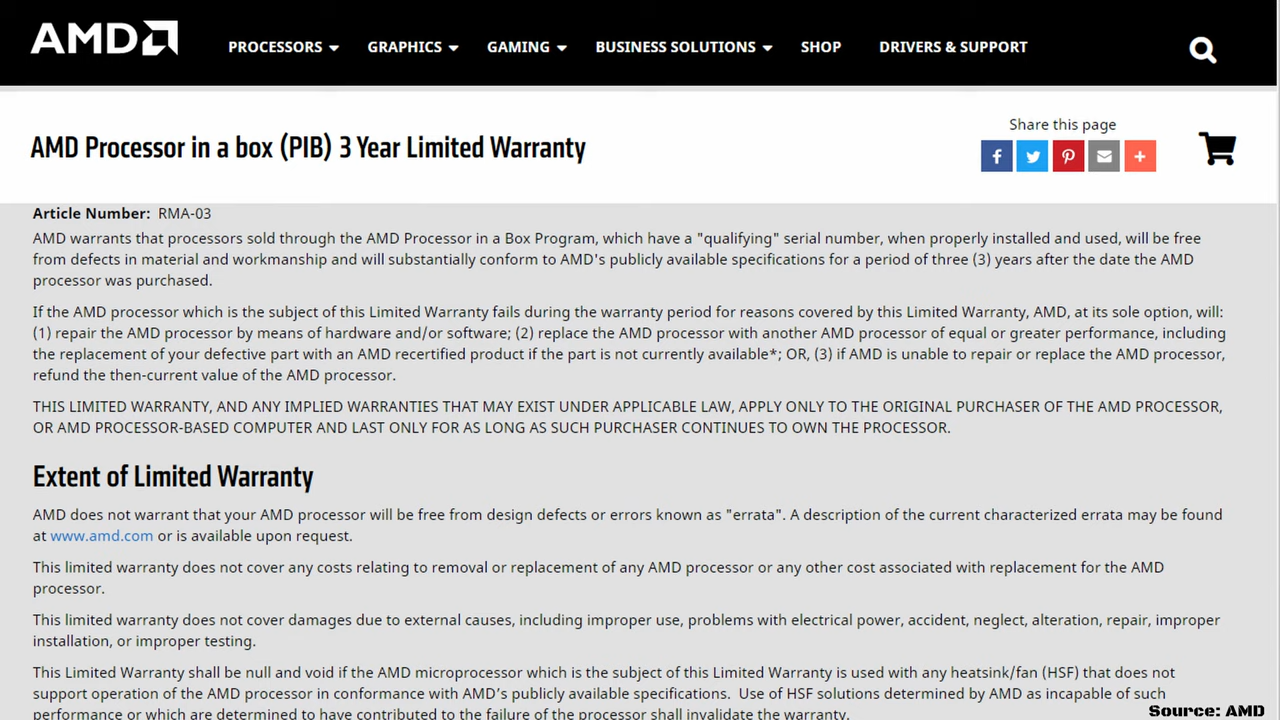 AMD
PROCESSORS GRAPHICS GAMING BUSINESS SOLUTIONS SHOP DRIVERS & SUPPORT
Share this page
AMD Processor in a box (PIB) 3 Year Limited Warranty
Article Number: RMA-03
AMD warrants that processors sold through the AMD Processor in a Box Program, which have a "qualifying" serial number, when properly installed and used, will be free
from defects in material and workmanship and will substantially conform to AMD's publicly available specifications for a period of three (3) years after the date the AMD
processor was purchased.
If the AMD processor which is the subject of this Limited Warranty fails during the warranty period for reasons covered by this Limited Warranty, AMD, at its sole option, will:
(1) repair the AMD processor by means of hardware and/or software; (2) replace the AMD processor with another AMD processor of equal or greater performance, including
the replacement of your defective part with an AMD recertified product if the part is not currently available*; OR, (3) if AMD is unable to repair or replace the AMD processor,
refund the then-current value of the AMD processor.
THIS LIMITED WARRANTY, AND ANY IMPLIED WARRANTIES THAT MAY EXIST UNDER APPLICABLE LAW, APPLY ONLY TO THE ORIGINAL PURCHASER OF THE AMD PROCESSOR,
OR AMD PROCESSOR-BASED COMPUTER AND LAST ONLY FOR AS LONG AS SUCH PURCHASER CONTINUES TO OWN THE PROCESSOR.
Extent of Limited Warranty
AMD does not warrant that your AMD processor will be free from design defects or errors known as "errata". A description of the current characterized errata may be found
at www.amd.com or is available upon request.
This limited warranty does not cover any costs relating to removal or replacement of any AMD processor or any other cost associated with replacement for the AMD
processor.
This limited warranty does not cover damages due to external causes, including improper use, problems with electrical power, accident, neglect, alteration, repair, improper
installation, or improper testing.
This Limited Warranty shall be null and void if the AMD microprocessor which is the subject of this Limited Warranty is used with any heatsink/fan (HSF) that does not
support operation of the AMD processor in conformance with AMD’s publicly available specifications.  Use of HSF solutions determined by AMD as incapable of such
performance or which are determined to have contributed to the failure of the processor shall invalidate the warranty.
Source: AMD